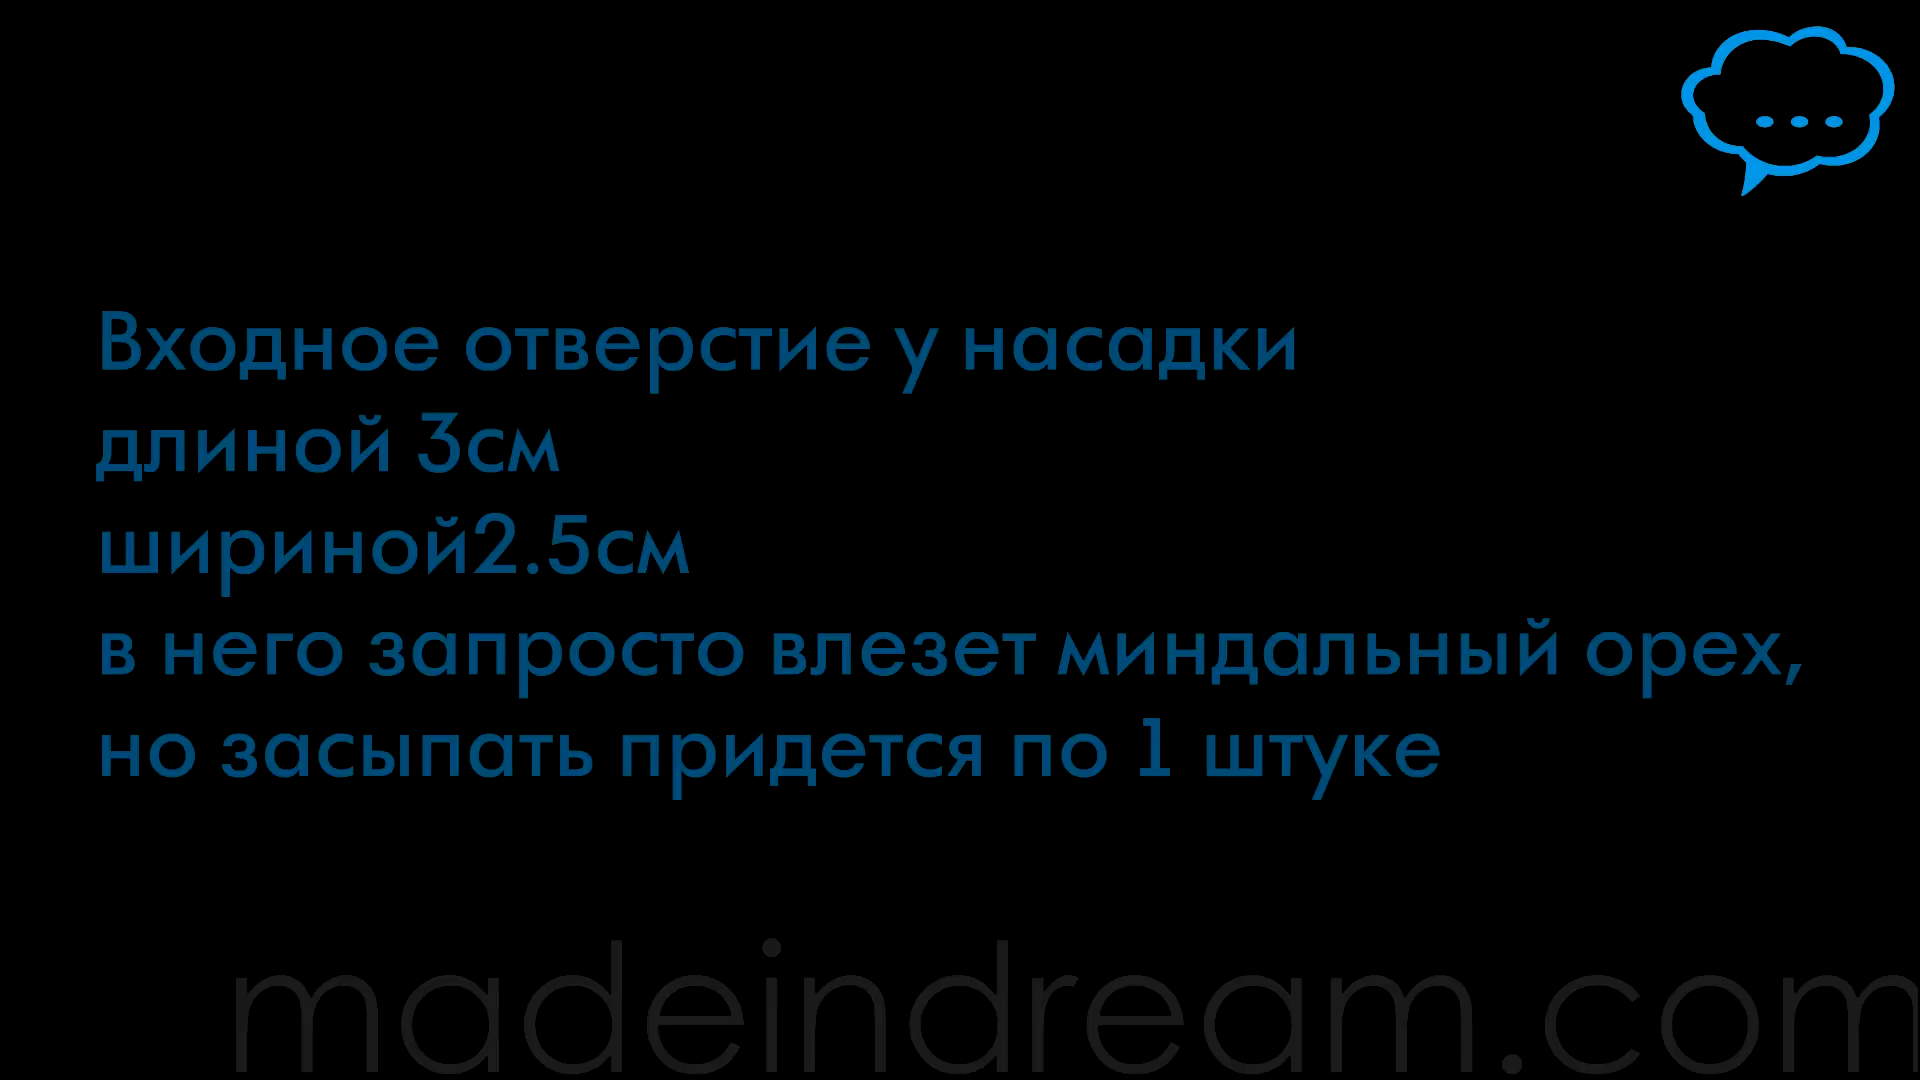 Входное отверстие у насадки
длиной 3см
шириной2.5см
в него запросто влезет миндальный орех,
но засыпать придется по 1 штуке
madeindream.com